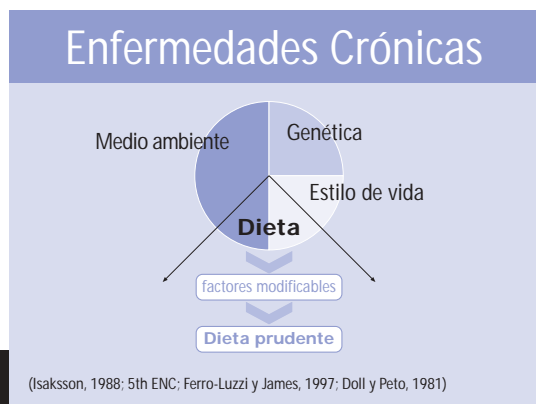 Enfermedades Crónicas
Medio ambiente
Genética
Estilo de vida
Dieta
factores modificables
Dieta prudente
(Isaksson, 1988; 5th ENC; Ferro-Luzzi y James, 1997; Doll y Peto, 1981)